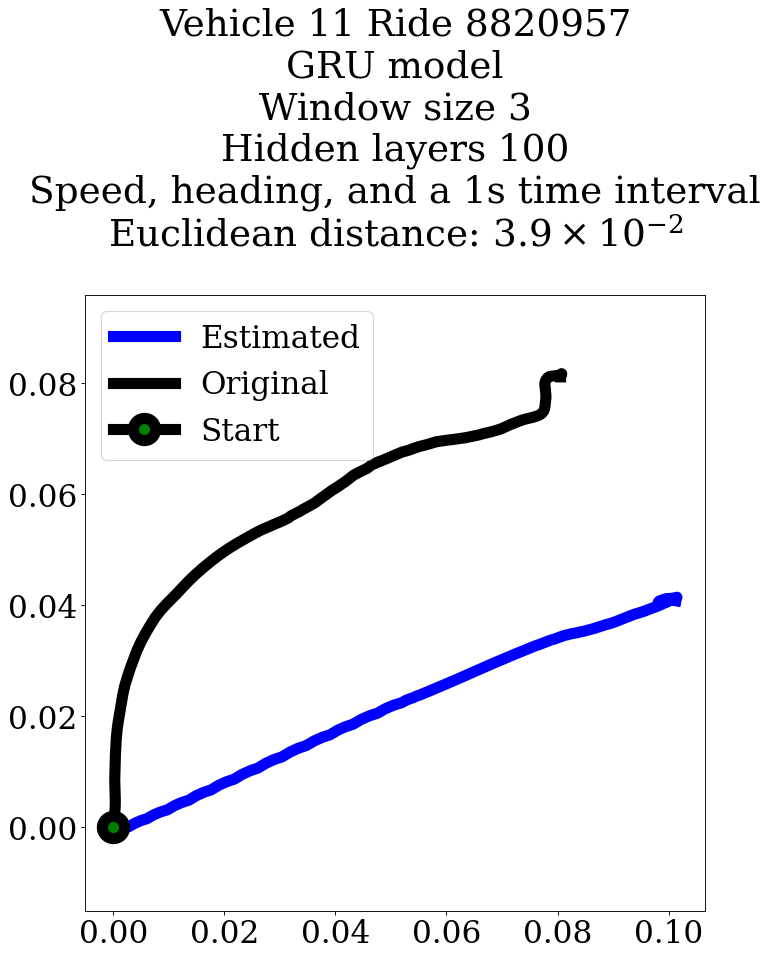 Vehicle 11 Ride 8820957
GRU model
Window size 3
Hidden layers 100
Speed, heading, and a 1s time interval
Euclidean distance: 3.9 × 10⁻²
Estimated
Original
Start
0.08
0.06
0.04
0.02
0.00
0.00 0.02 0.04 0.06 0.08 0.10